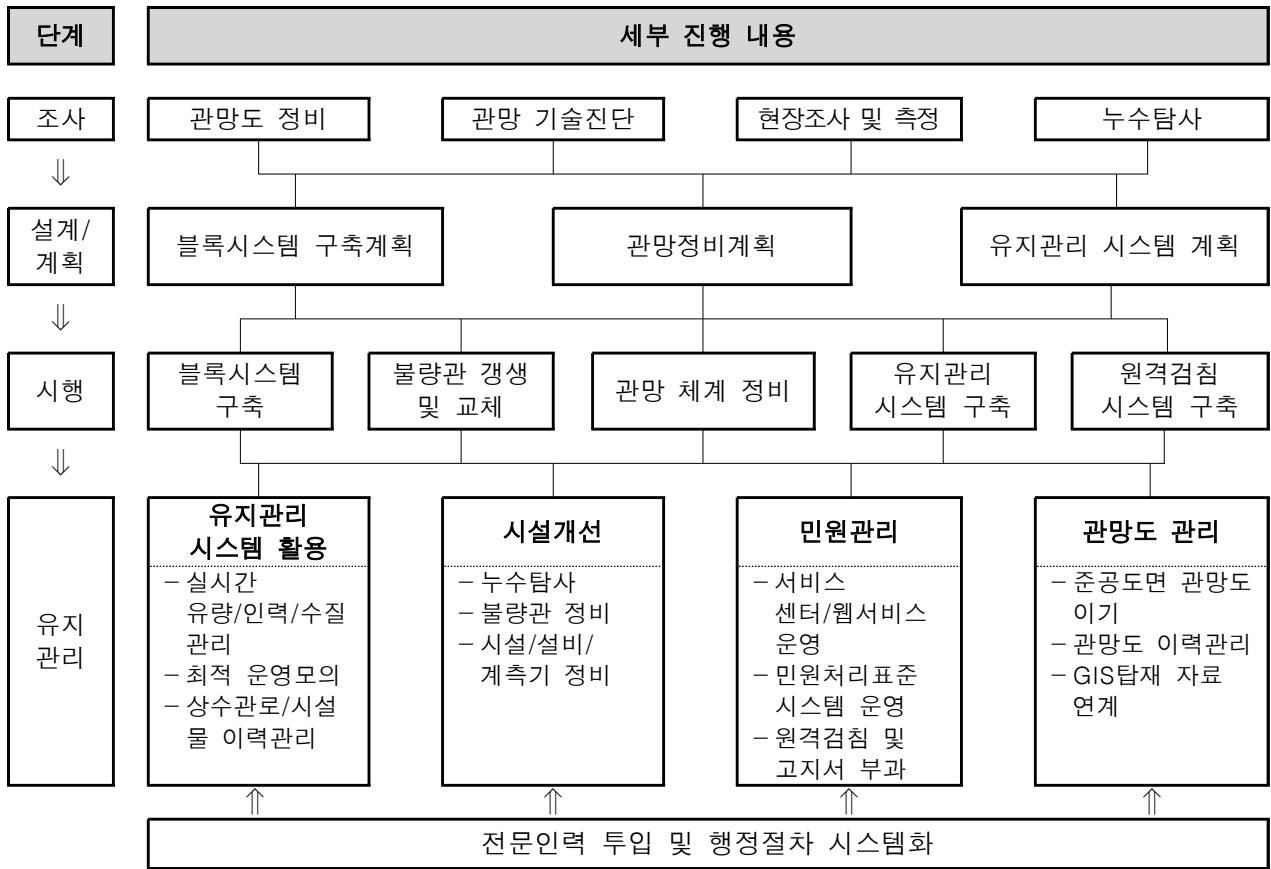 단계
세부 진행 내용
조사
관망도 정비
관망 기술진단
현장조사 및 측정
누수탐사
⇓
설계/
계획
블록시스템 구축계획
관망정비계획
유지관리 시스템 계획
⇓
시행
블록시스템
구축
불량관 갱생
및 교체
관망 체계 정비
유지관리
시스템 구축
원격검침
시스템 구축
⇓
유지
관리
유지관리
시스템 활용
– 실시간
유량/인력/수질
관리
– 최적 운영모의
– 상수관로/시설
물 이력관리
시설개선
– 누수탐사
– 불량관 정비
– 시설/설비/
계측기 정비
민원관리
– 서비스
센터/웹서비스
운영
– 민원처리표준
시스템 운영
– 원격검침 및
고지서 부과
관망도 관리
– 준공도면 관망도
이기
– 관망도 이력관리
– GIS탑재 자료
연계
⇑ ⇑ ⇑ ⇑
전문인력 투입 및 행정절차 시스템화